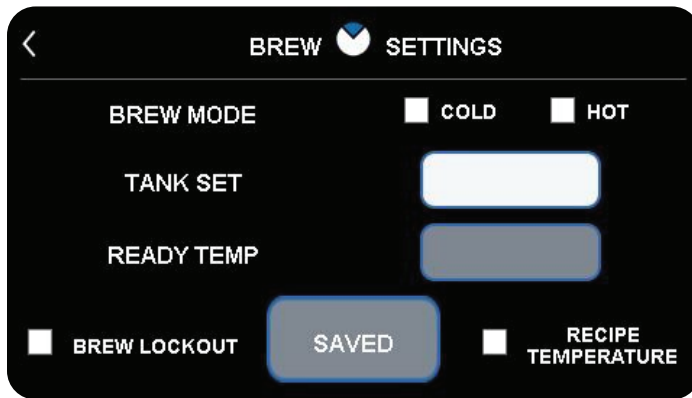 BREW SETTINGS
BREW MODE COLD HOT
TANK SET
READY TEMP
BREW LOCKOUT SAVED RECIPE
TEMPERATURE